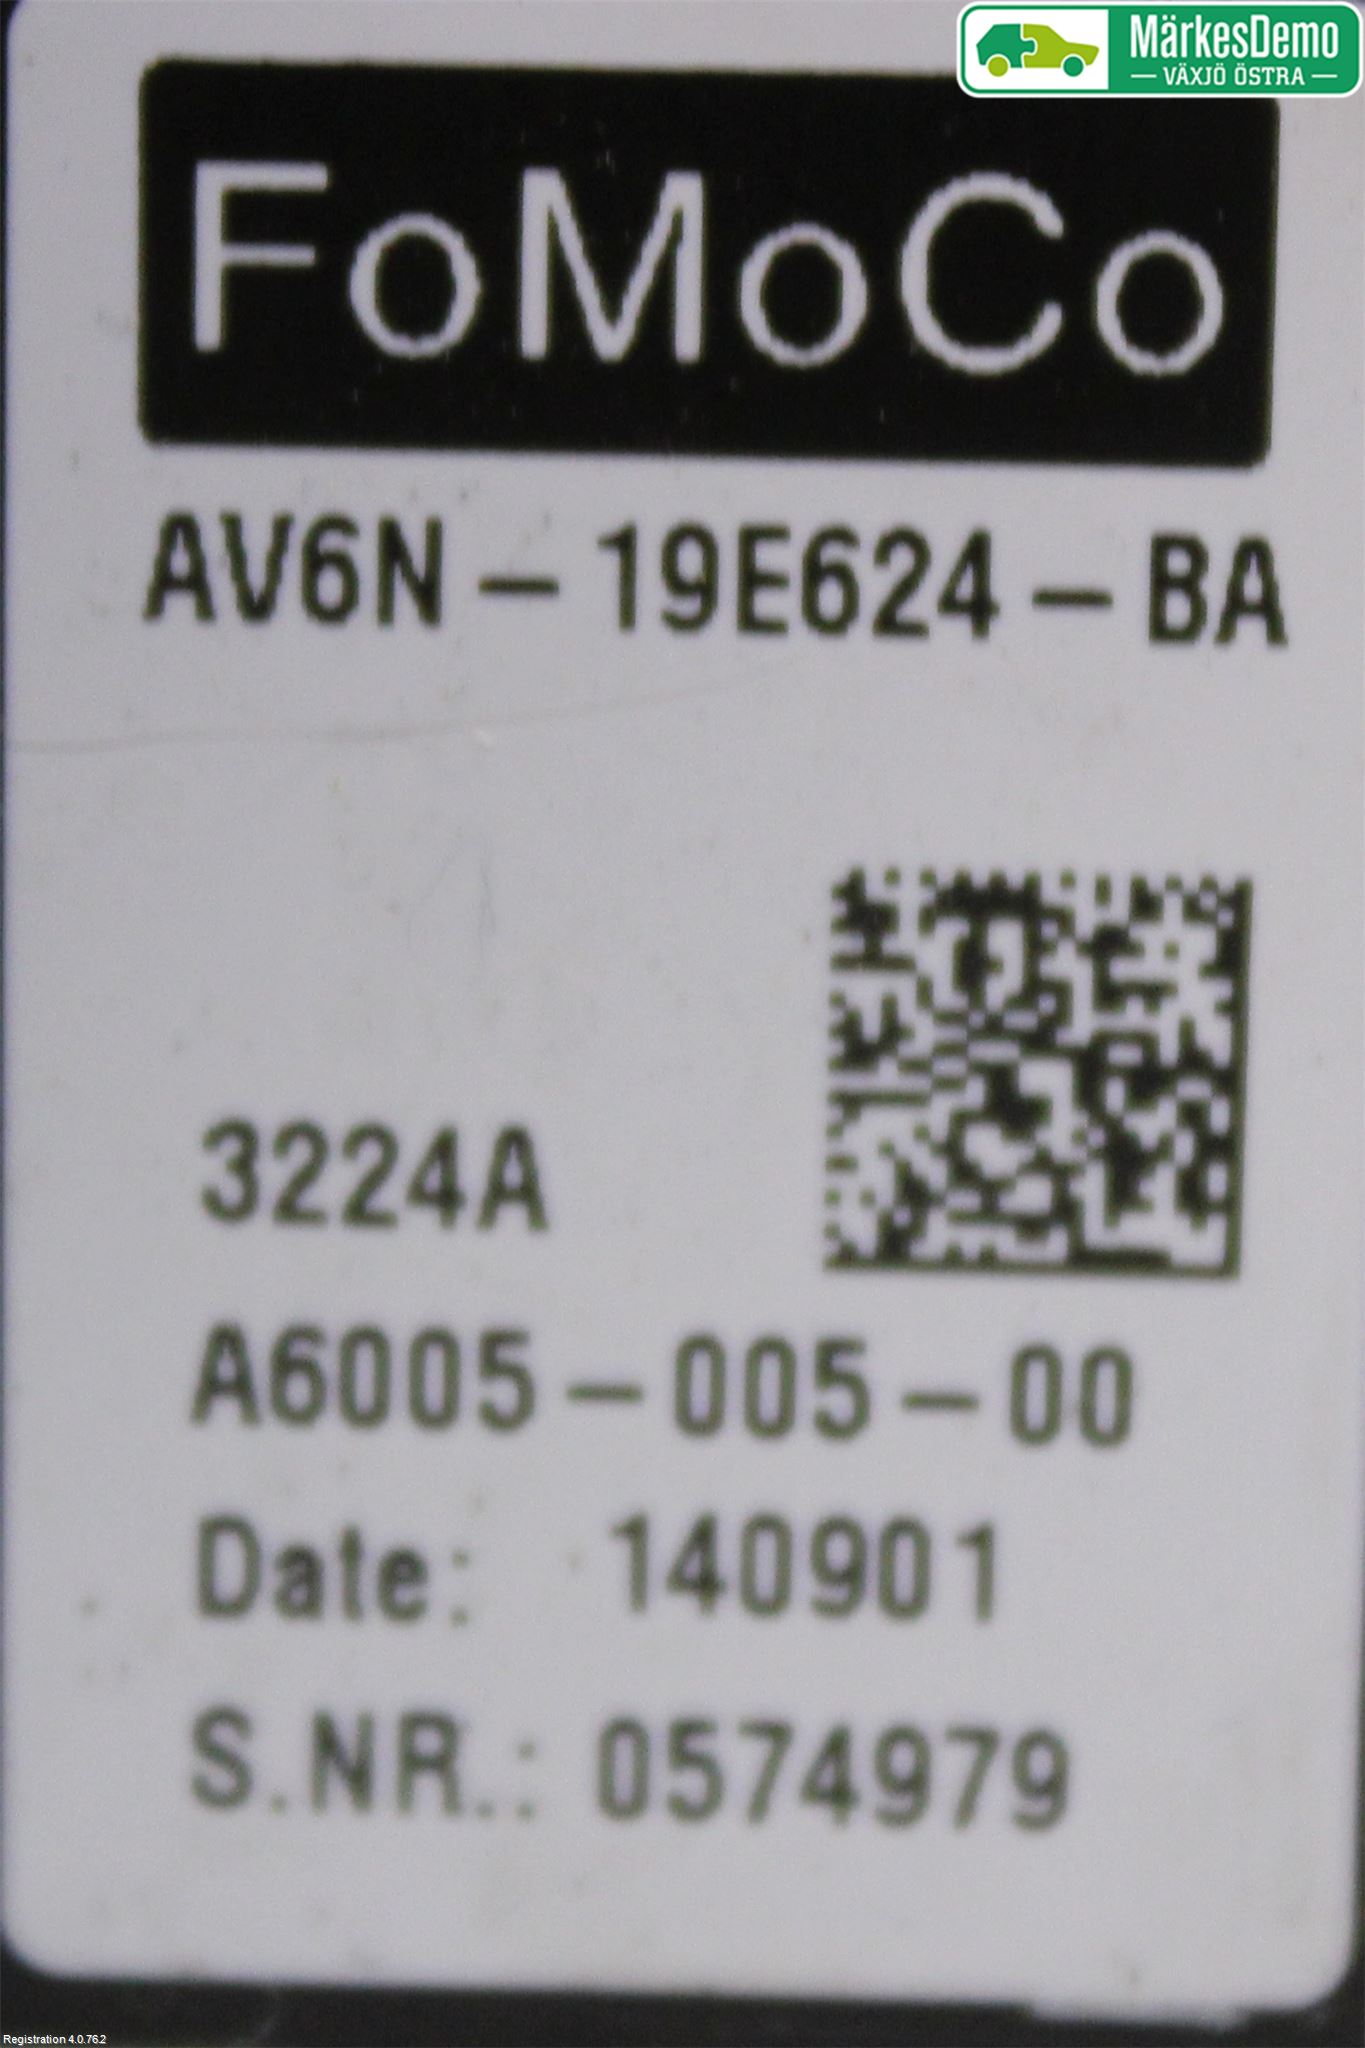 MärkesDemo
VÄXJÖ ÖSTRA
FoMoCo
AV6N-19E624-BA
3224A
A6005-005-00
Date: 140901
S.NR.: 0574979
Registration 4.0.76.2